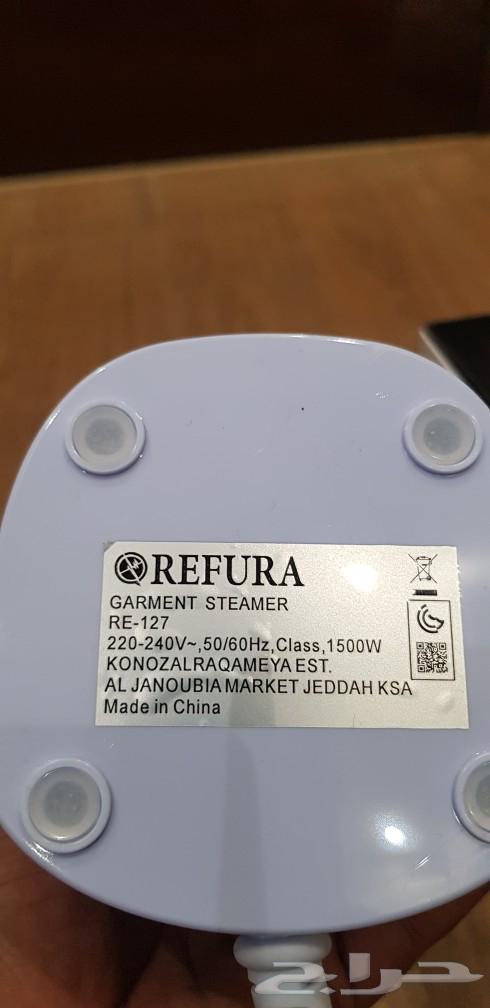 REFURA
GARMENT STEAMER
RE-127
220-240V~,50/60Hz,Class,1500W
KONOZALRAQAMEYA EST.
AL JANOUBIA MARKET JEDDAH KSA
Made in China
حراج